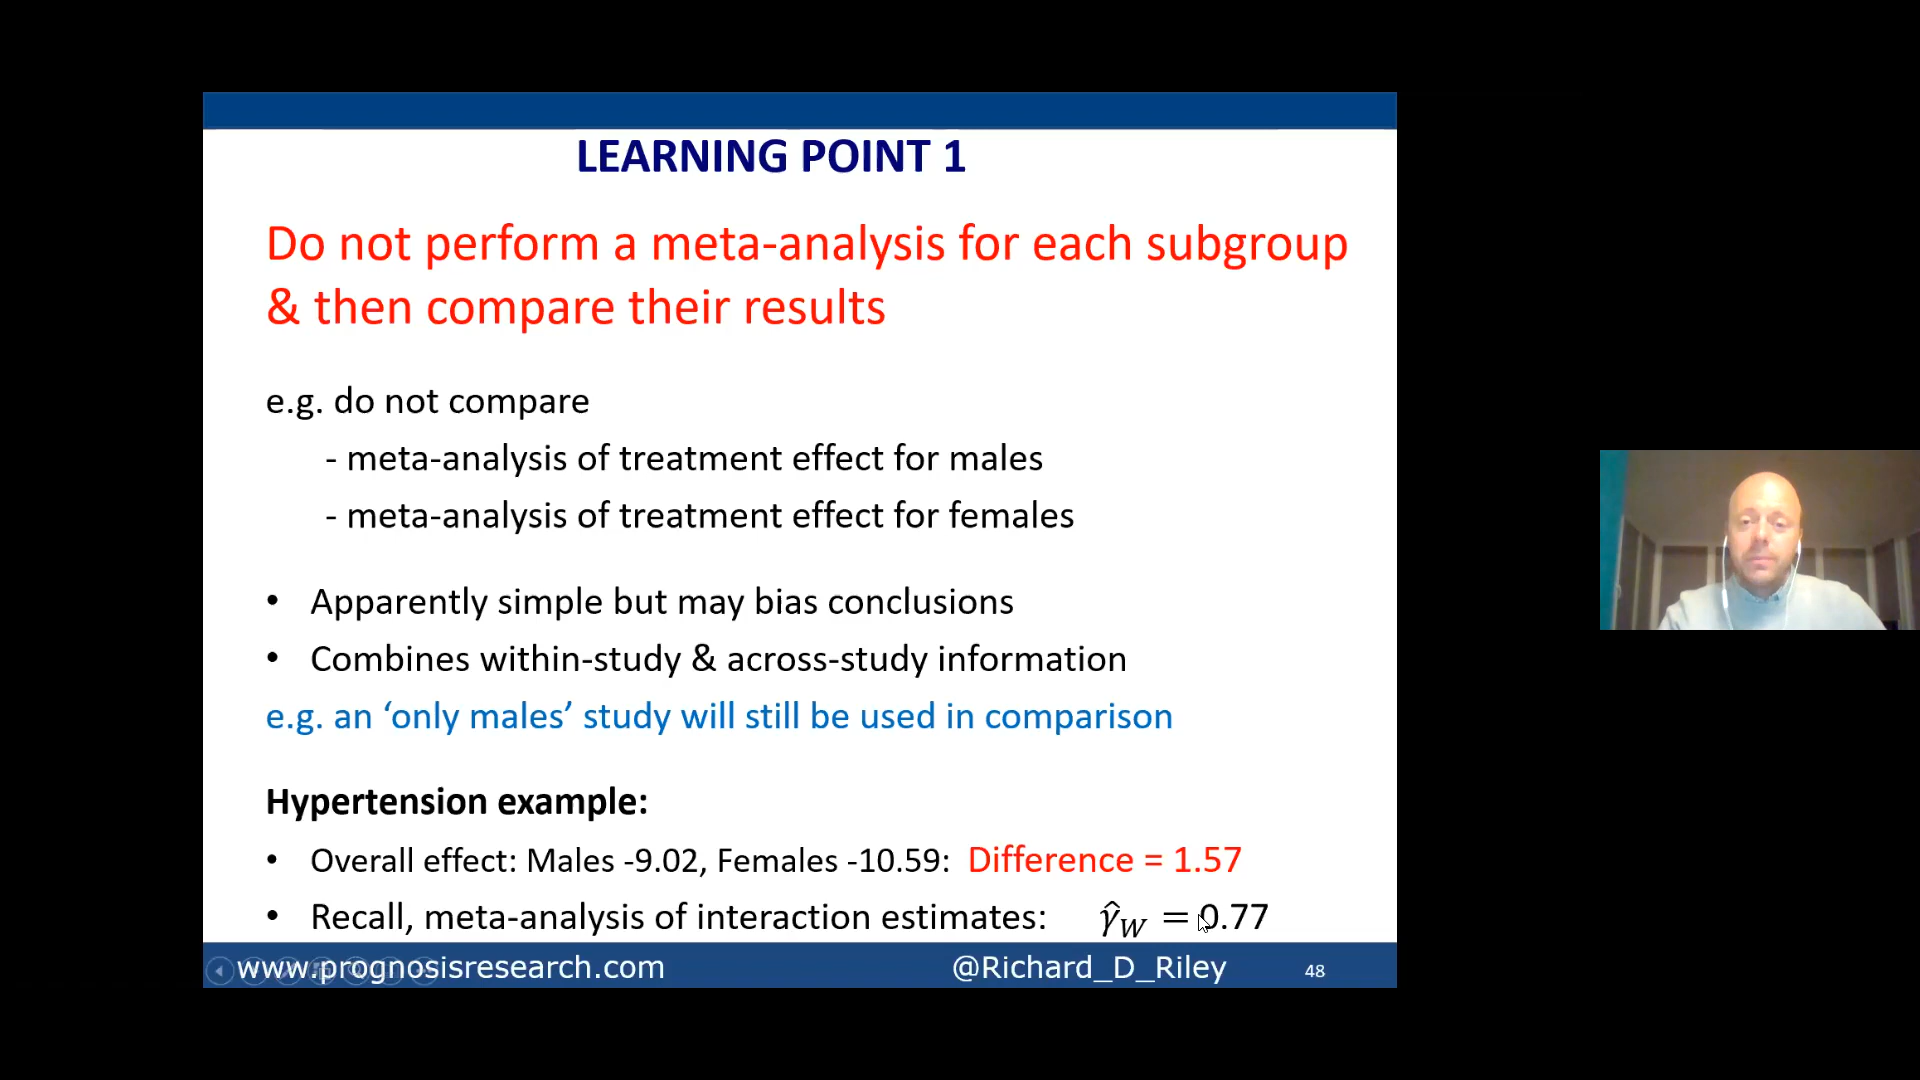 LEARNING POINT 1
Do not perform a meta-analysis for each subgroup
& then compare their results
e.g. do not compare
- meta-analysis of treatment effect for males
- meta-analysis of treatment effect for females
• Apparently simple but may bias conclusions
• Combines within-study & across-study information
e.g. an ‘only males’ study will still be used in comparison
Hypertension example:
• Overall effect: Males -9.02, Females -10.59: Difference = 1.57
• Recall, meta-analysis of interaction estimates: γ̂_W = 0.77
www.prognosisresearch.com @Richard_D_Riley 48